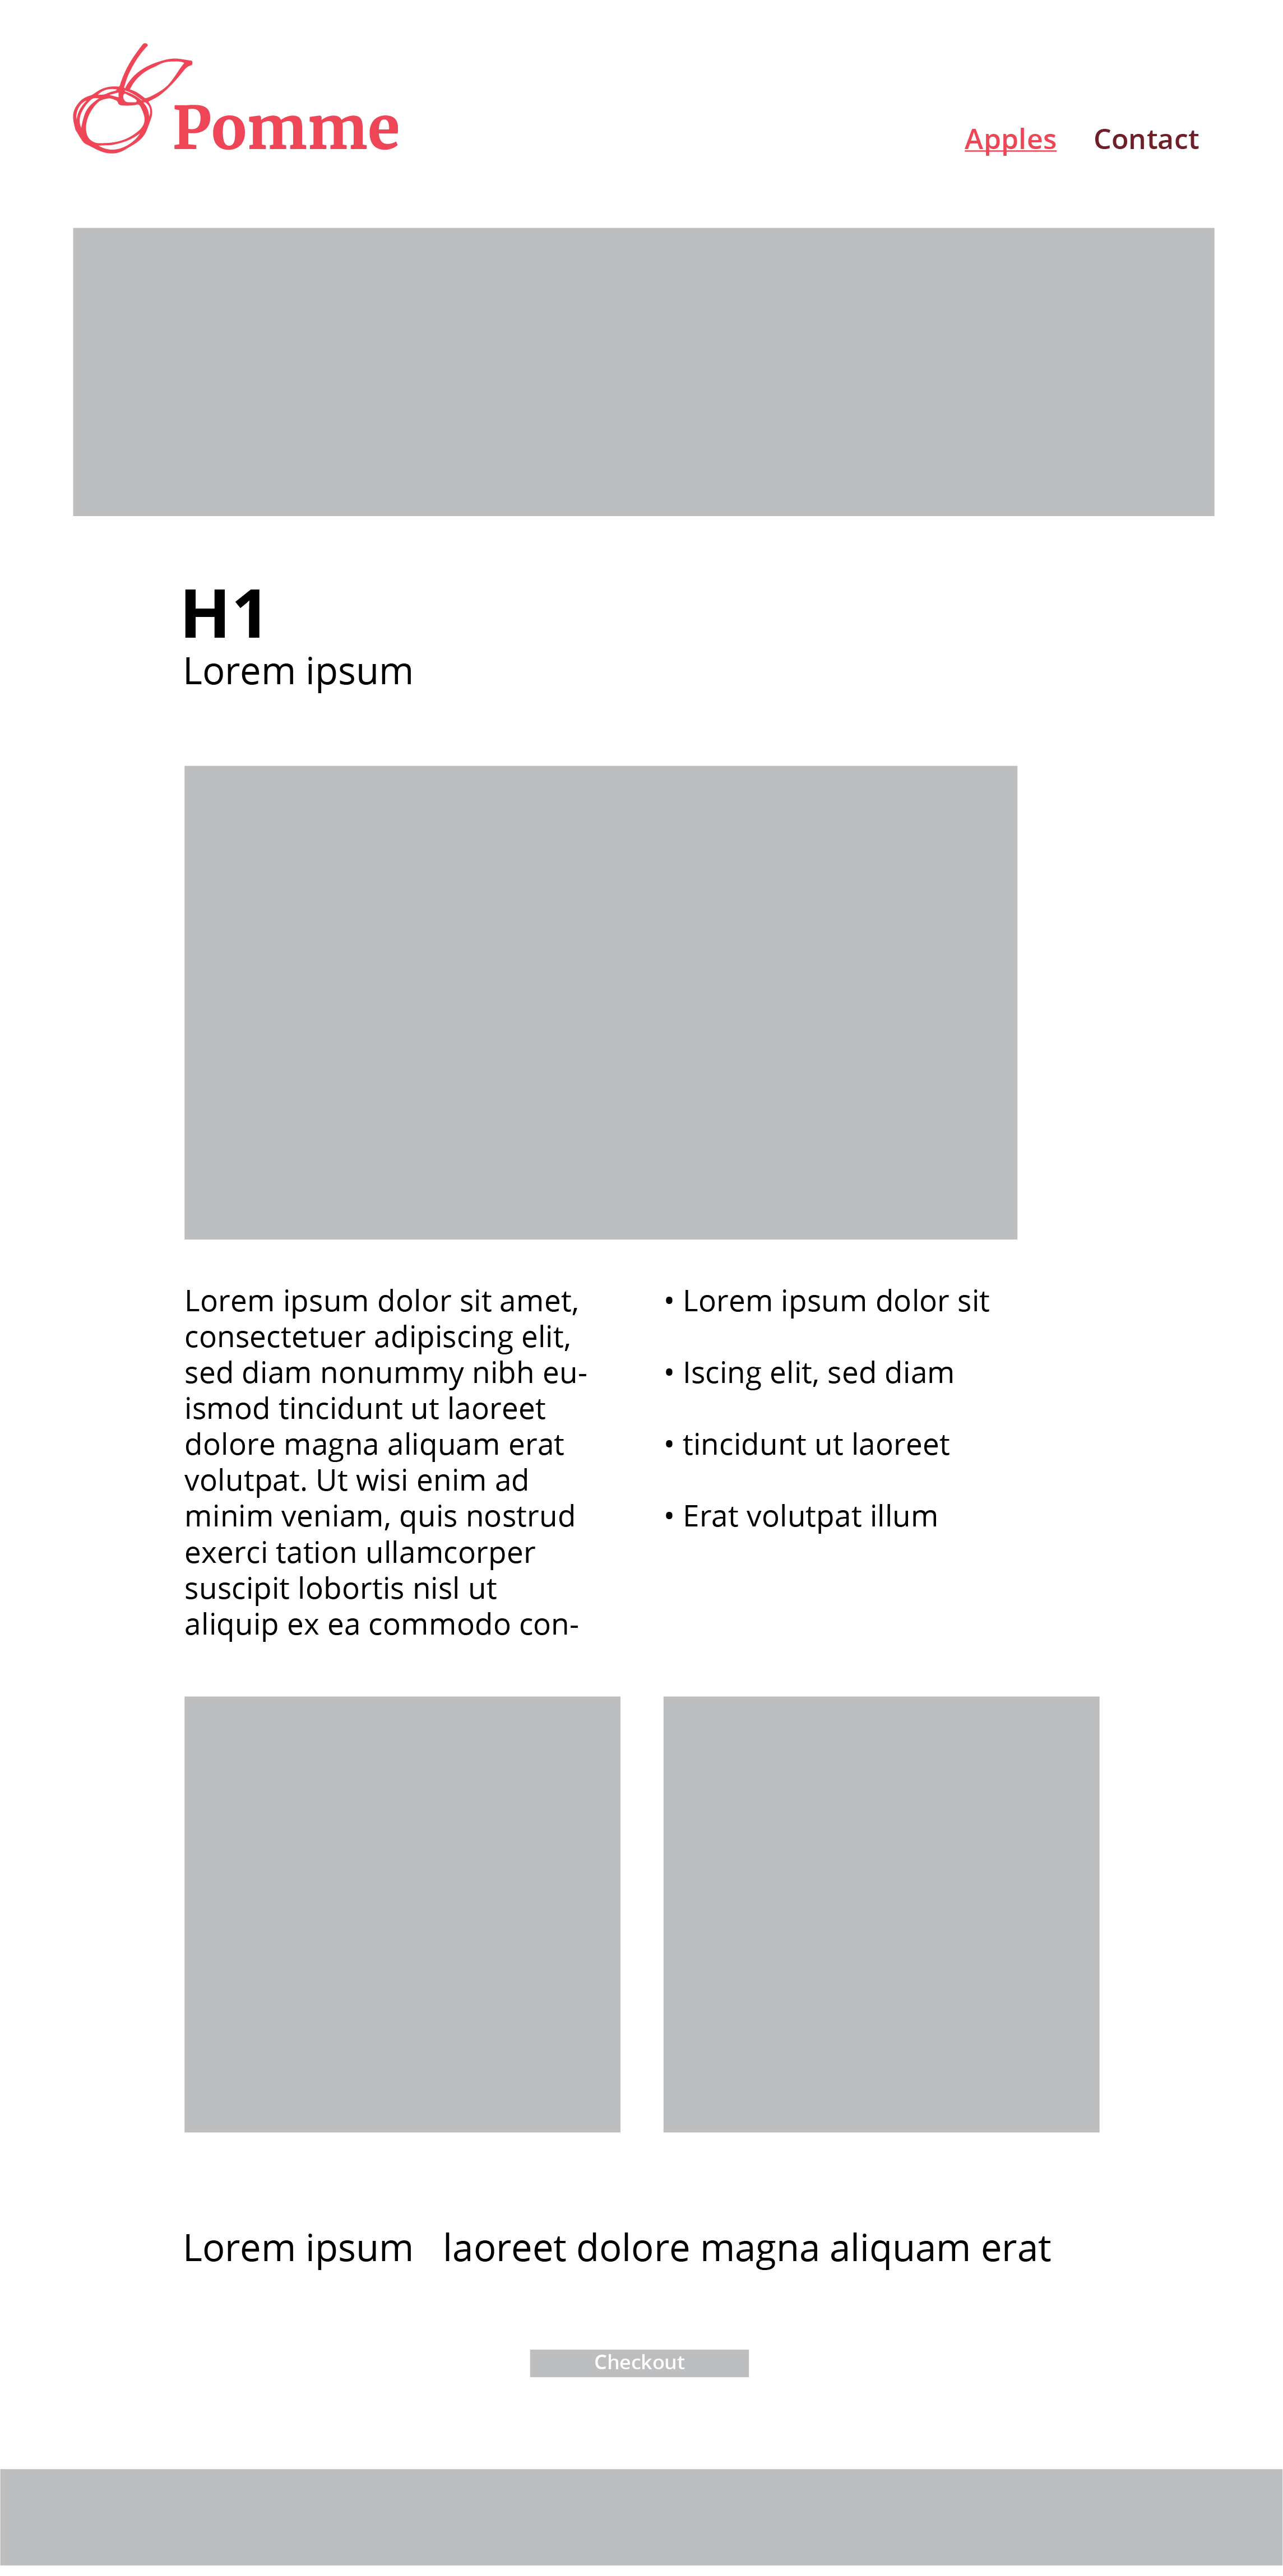 Pomme
Apples Contact
H1
Lorem ipsum
Lorem ipsum dolor sit amet,
consectetuer adipiscing elit,
sed diam nonummy nibh eu-
ismod tincidunt ut laoreet
dolore magna aliquam erat
volutpat. Ut wisi enim ad
minim veniam, quis nostrud
exerci tation ullamcorper
suscipit lobortis nisl ut
aliquip ex ea commodo con-
• Lorem ipsum dolor sit
• Iscing elit, sed diam
• tincidunt ut laoreet
• Erat volutpat illum
Lorem ipsum laoreet dolore magna aliquam erat
Checkout